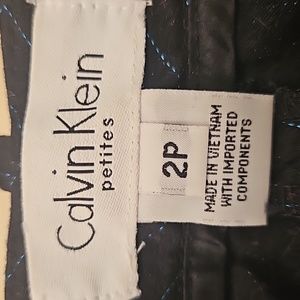 Calvin Klein
petites
2P
MADE IN VIETNAM
WITH IMPORTED
COMPONENTS